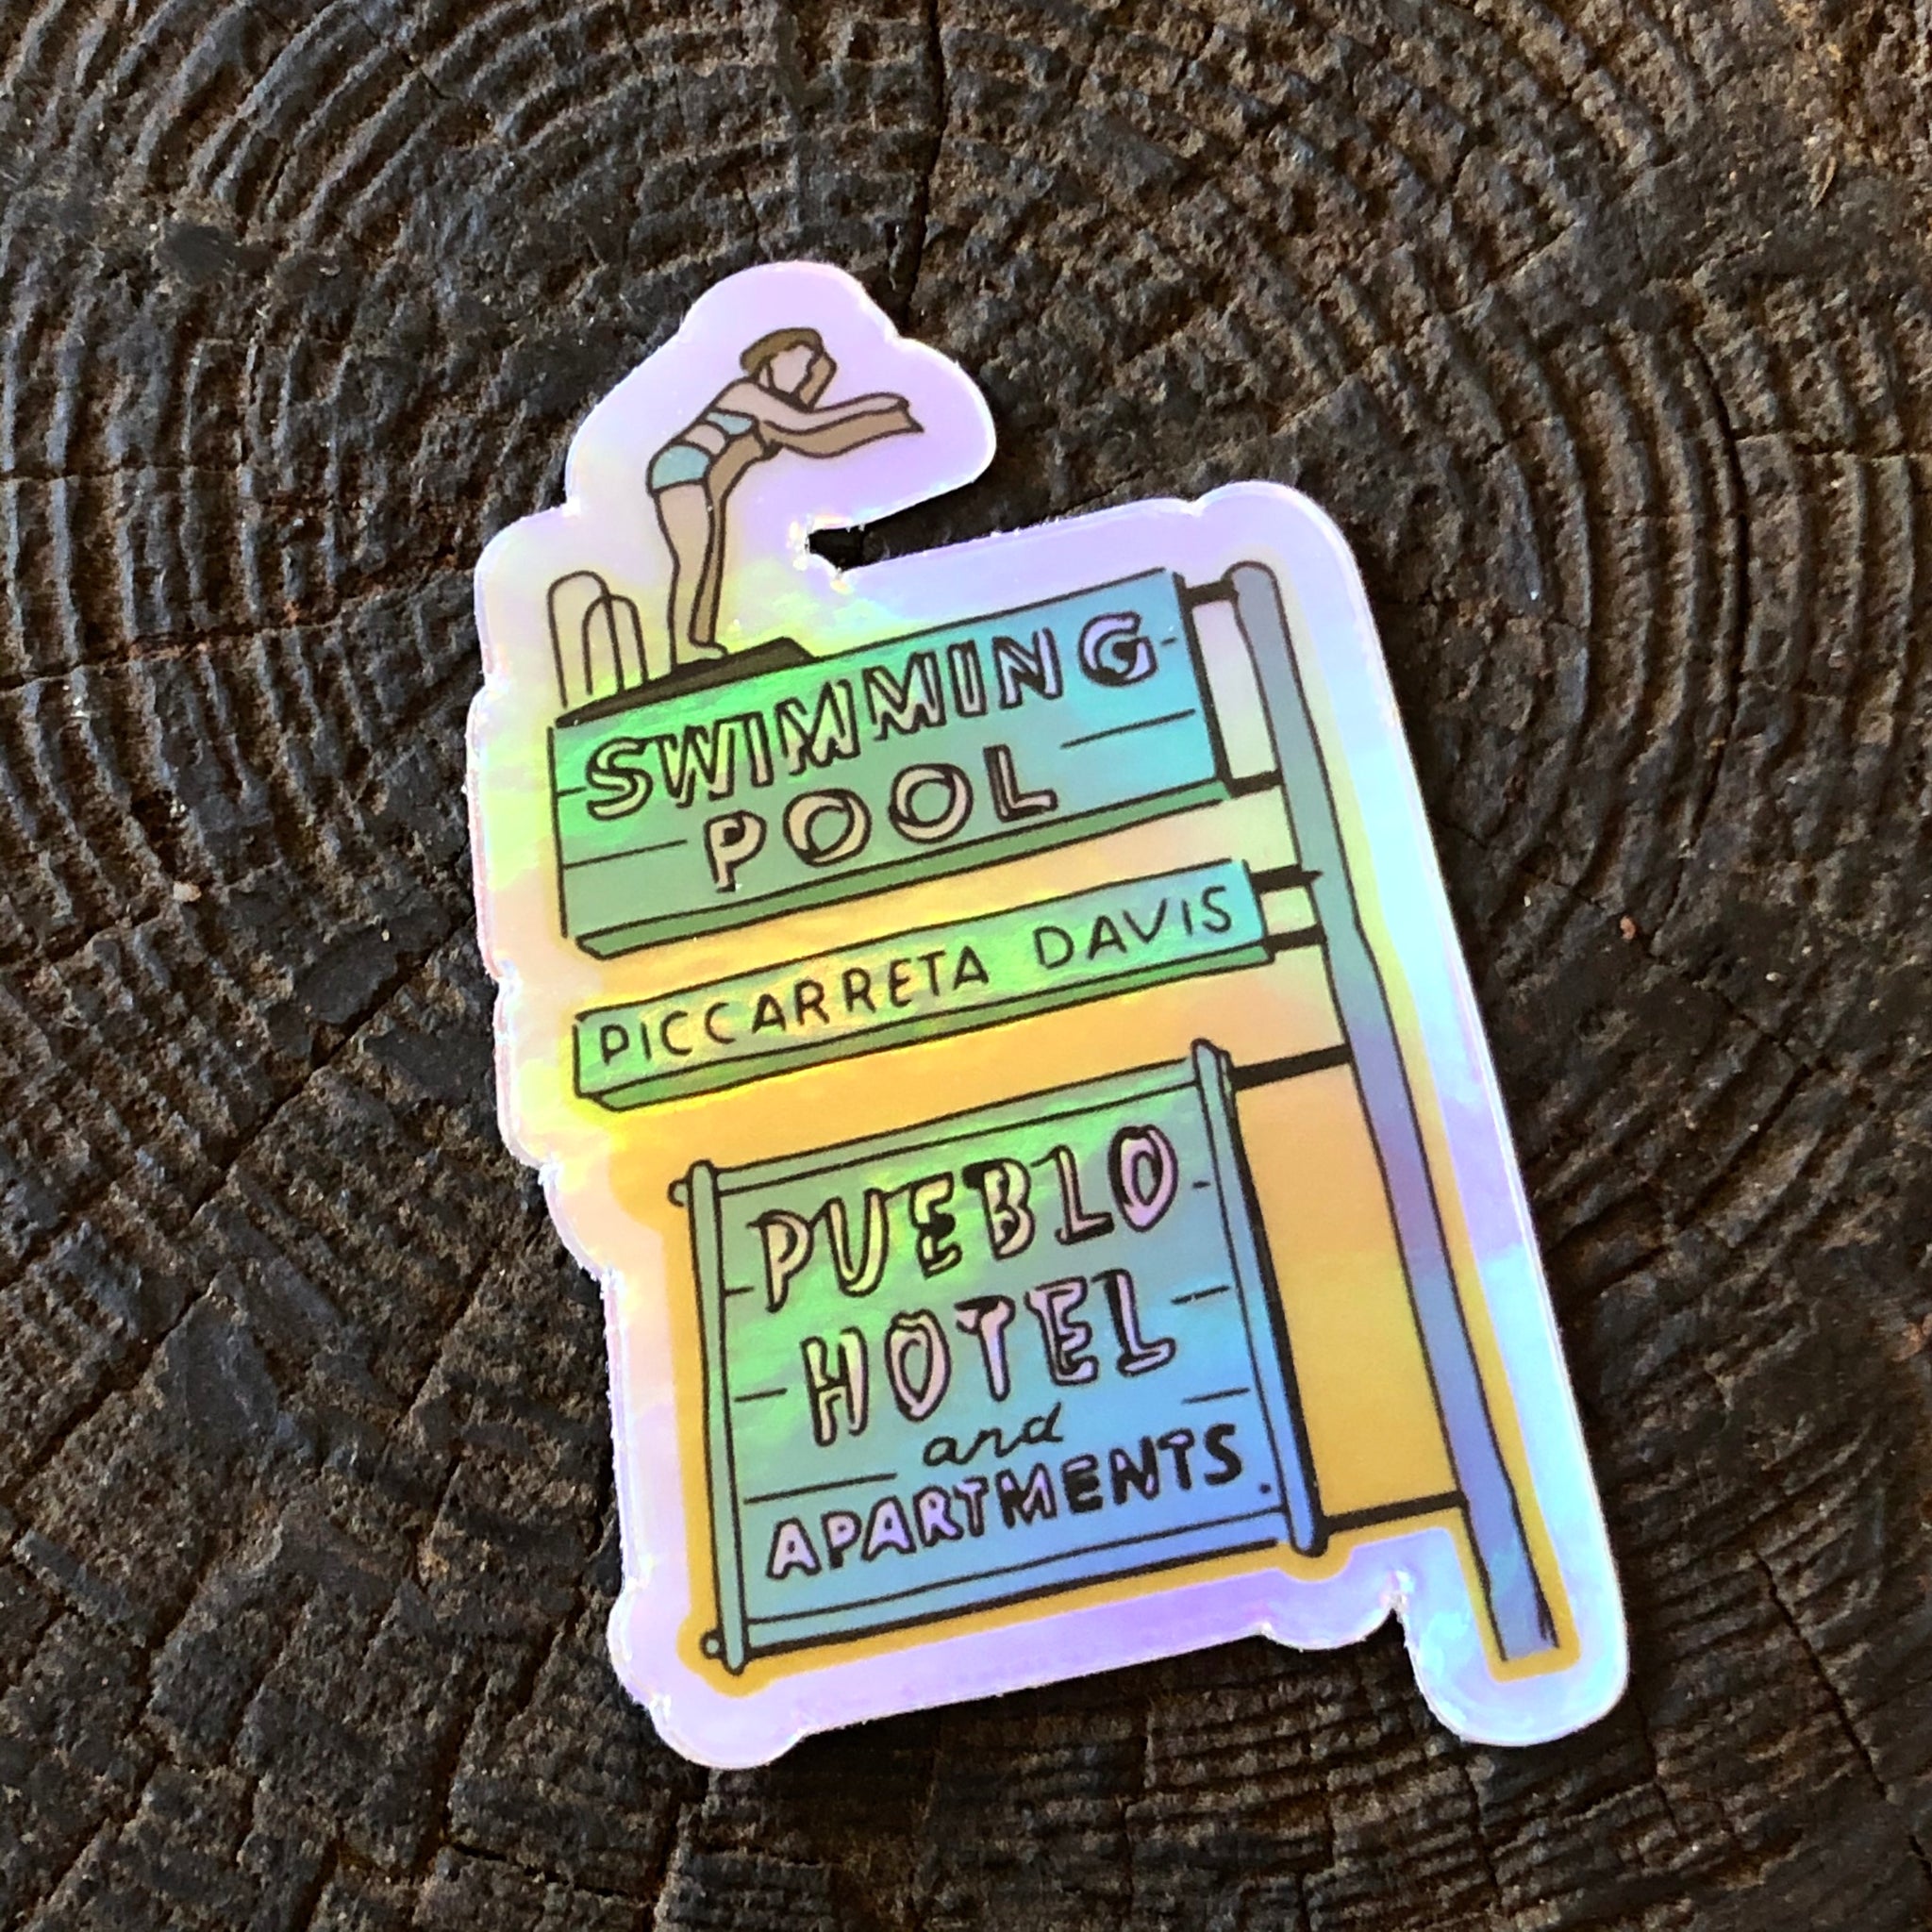 SWIMMING
POOL
PICCARRETA DAVIS
PUEBLO
HOTEL
and
APARTMENTS